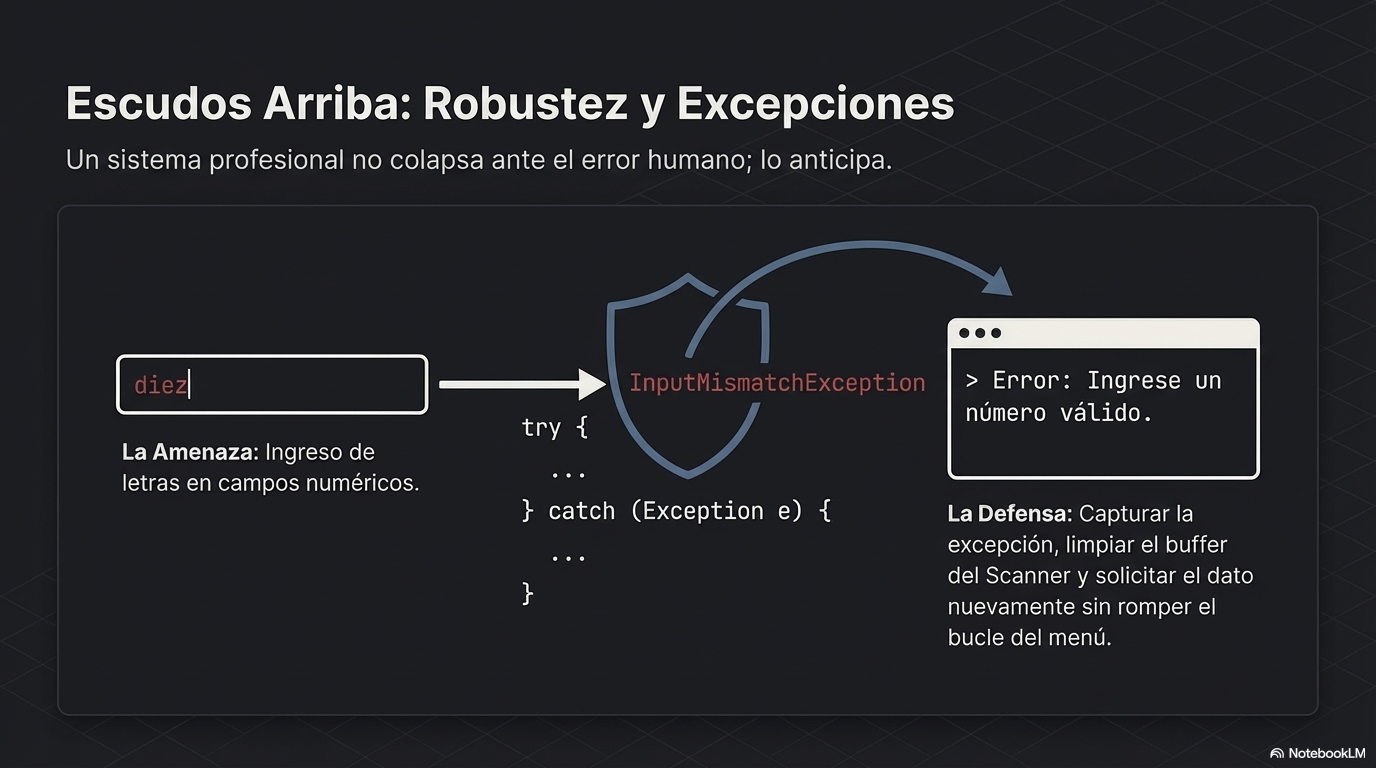 Escudos Arriba: Robustez y Excepciones
Un sistema profesional no colapsa ante el error humano; lo anticipa.
diez
La Amenaza: Ingreso de
letras en campos numéricos.
InputMismatchException
try {
...
} catch (Exception e) {
...
}
> Error: Ingrese un
número válido.
La Defensa: Capturar la
excepción, limpiar el buffer
del Scanner y solicitar el dato
nuevamente sin romper el
bucle del menú.
NotebookLM